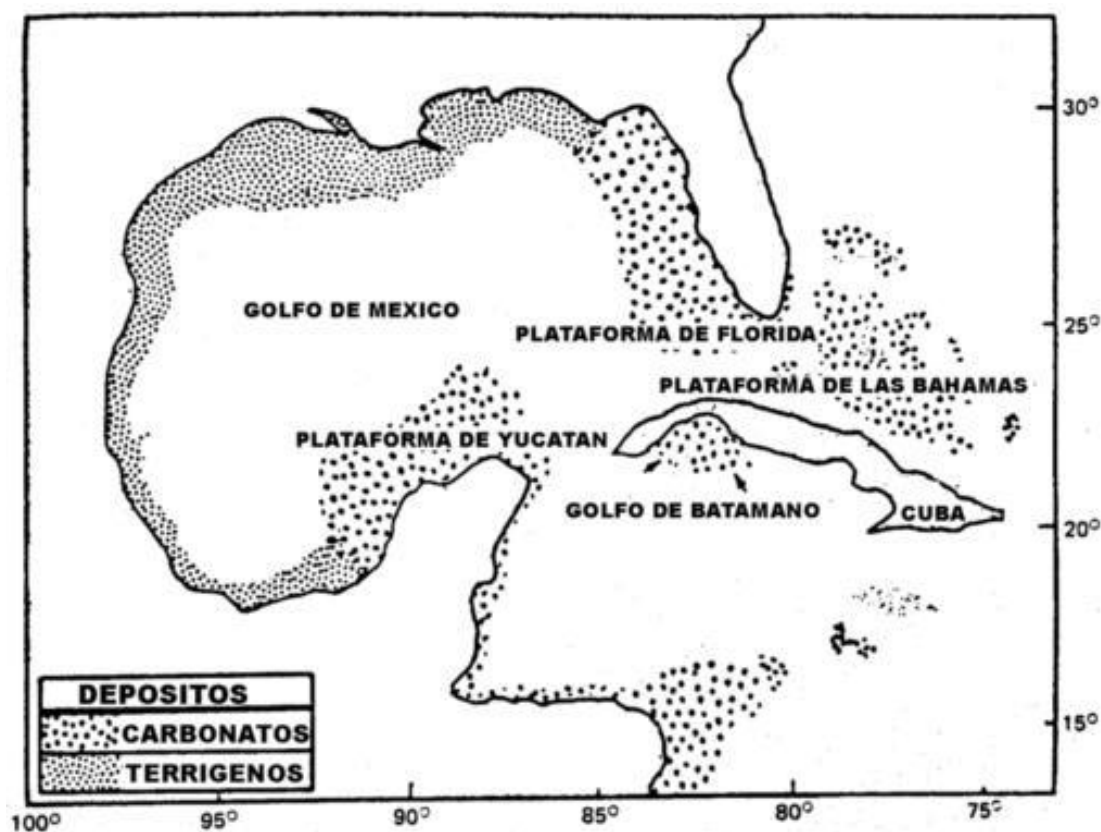 30°
GOLFO DE MEXICO
PLATAFORMA DE FLORIDA
25°
PLATAFORMA DE LAS BAHAMAS
PLATAFORMA DE YUCATAN
GOLFO DE BATAMANO
CUBA
20°
DEPOSITOS
CARBONATOS
TERRIGENOS
15°
100°
95°
90°
85°
80°
75°